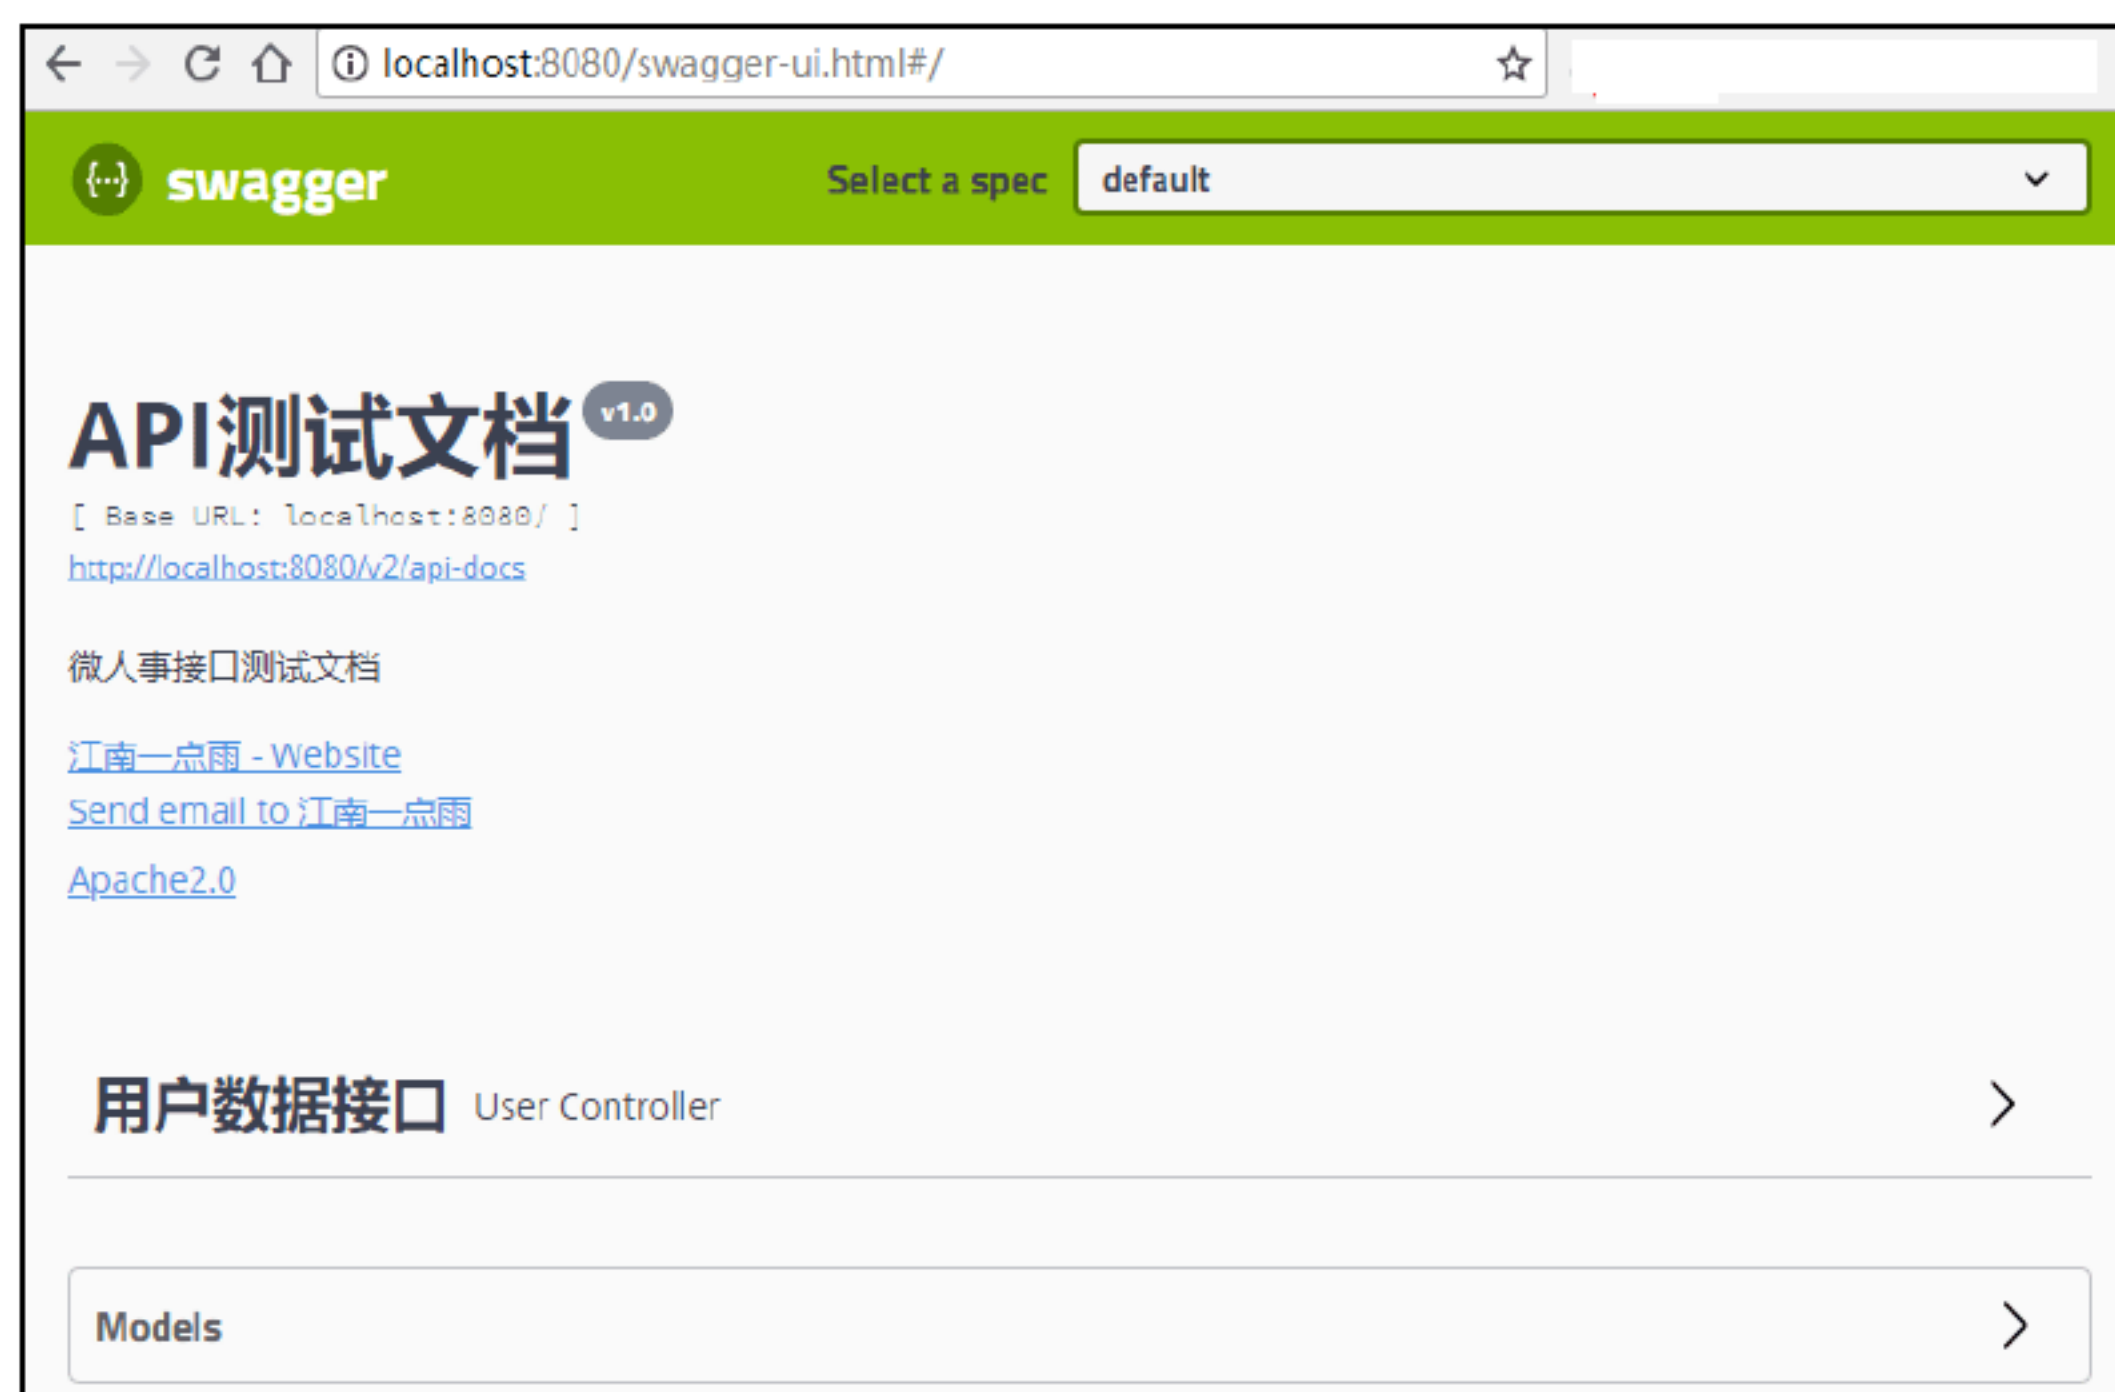 localhost:8080/swagger-ui.html#/
{...} swagger Select a spec default
API测试文档 v1.0
[ Base URL: localhost:8080/ ]
http://localhost:8080/v2/api-docs
微人事接口测试文档
江南一点雨 - Website
Send email to 江南一点雨
Apache2.0
用户数据接口 User Controller
Models